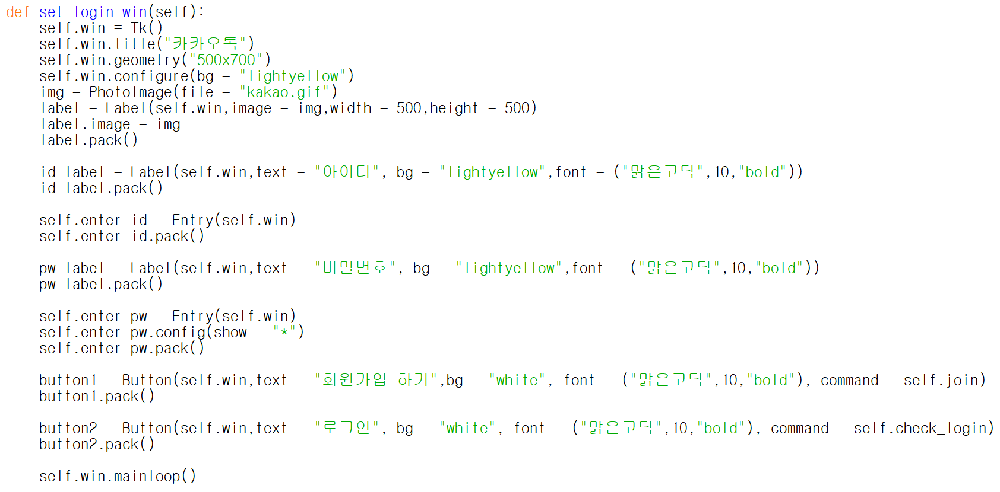 def set_login_win(self):
    self.win = Tk()
    self.win.title("카카오톡")
    self.win.geometry("500x700")
    self.win.configure(bg = "lightyellow")
    img = PhotoImage(file = "kakao.gif")
    label = Label(self.win,image = img,width = 500,height = 500)
    label.image = img
    label.pack()

    id_label = Label(self.win,text = "아이디", bg = "lightyellow",font = ("맑은고딕",10,"bold"))
    id_label.pack()

    self.enter_id = Entry(self.win)
    self.enter_id.pack()

    pw_label = Label(self.win,text = "비밀번호", bg = "lightyellow",font = ("맑은고딕",10,"bold"))
    pw_label.pack()

    self.enter_pw = Entry(self.win)
    self.enter_pw.config(show = "*")
    self.enter_pw.pack()

    button1 = Button(self.win,text = "회원가입 하기",bg = "white", font = ("맑은고딕",10,"bold"), command = self.join)
    button1.pack()

    button2 = Button(self.win,text = "로그인", bg = "white", font = ("맑은고딕",10,"bold"), command = self.check_login)
    button2.pack()

    self.win.mainloop()